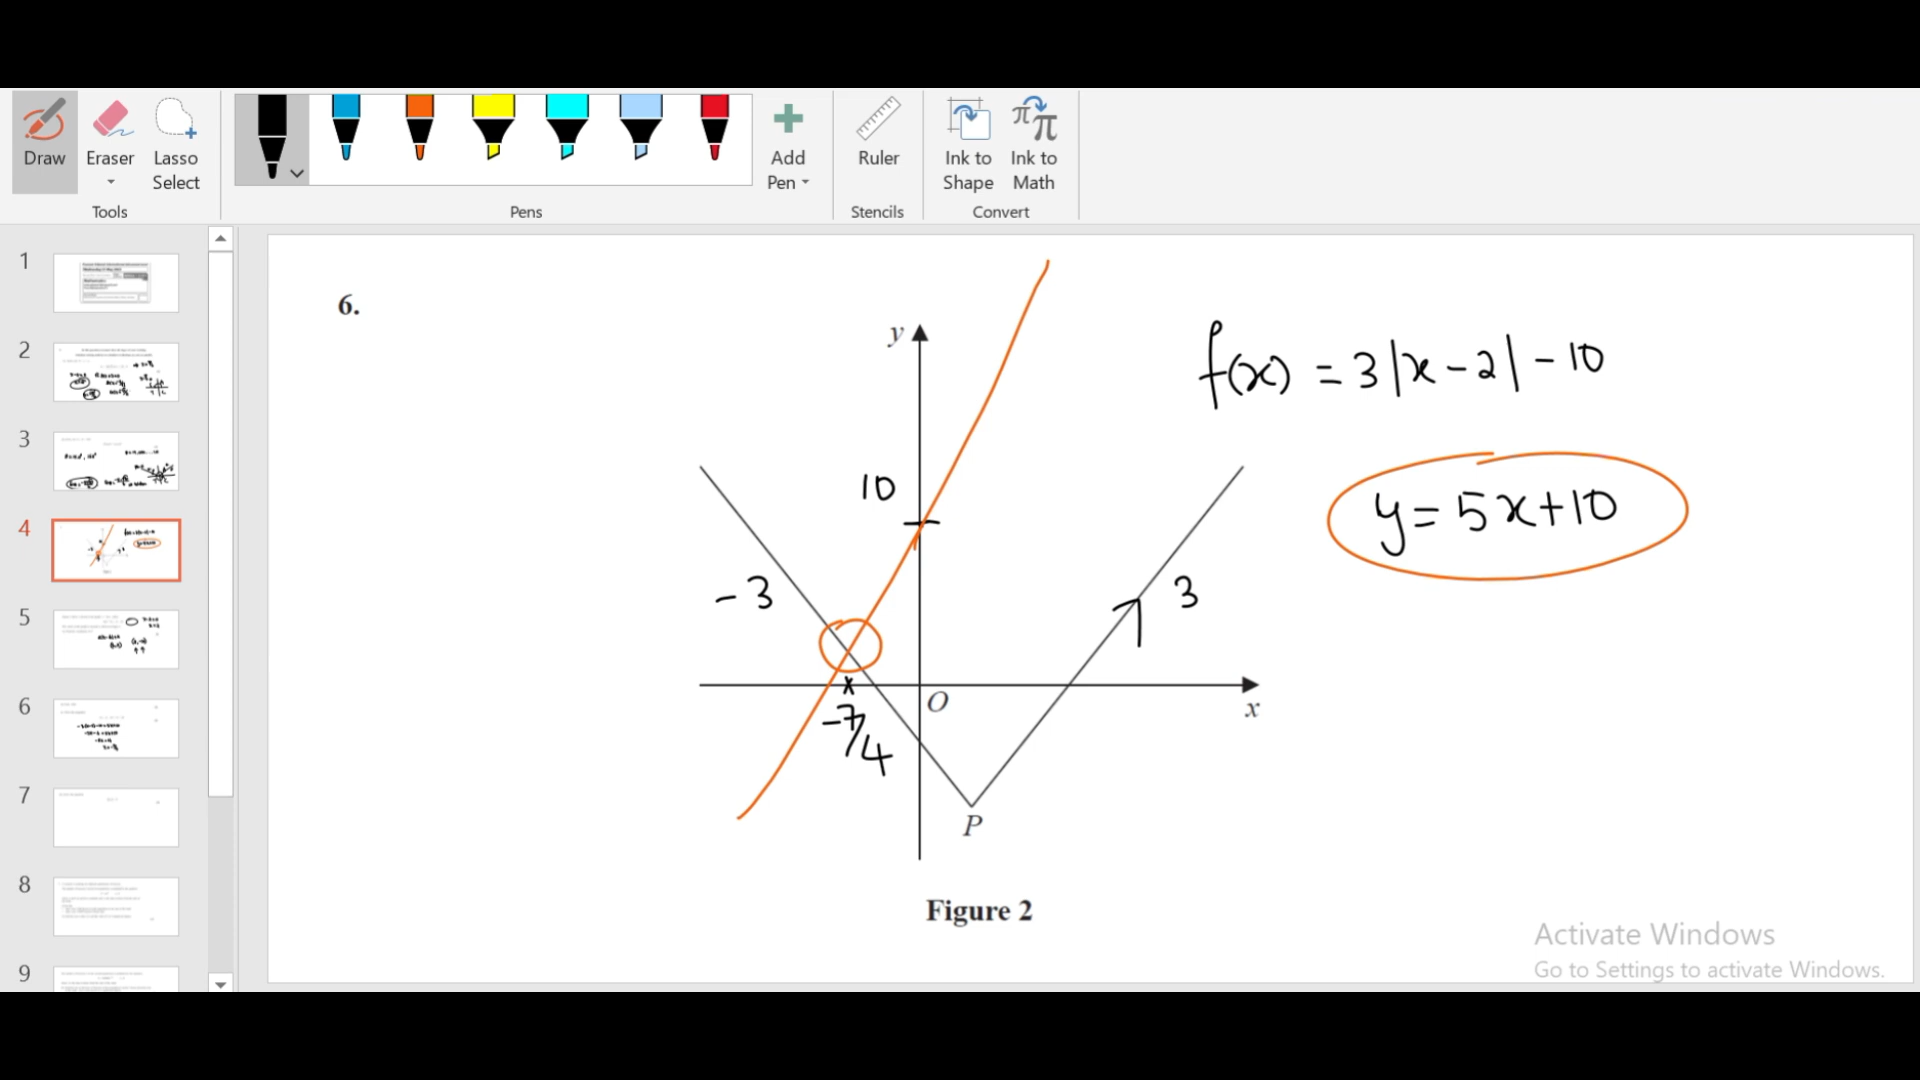 Draw
Eraser
Lasso
Select
Add
Pen
Ruler
Ink to
Shape
Ink to
Math
Tools
Pens
Stencils
Convert
1
2
3
4
5
6
7
8
9
6.
y
f(x) = 3|x-2| - 10
10
y = 5x+10
-3
3
O
x
-7/4
P
Figure 2
Activate Windows
Go to Settings to activate Windows.